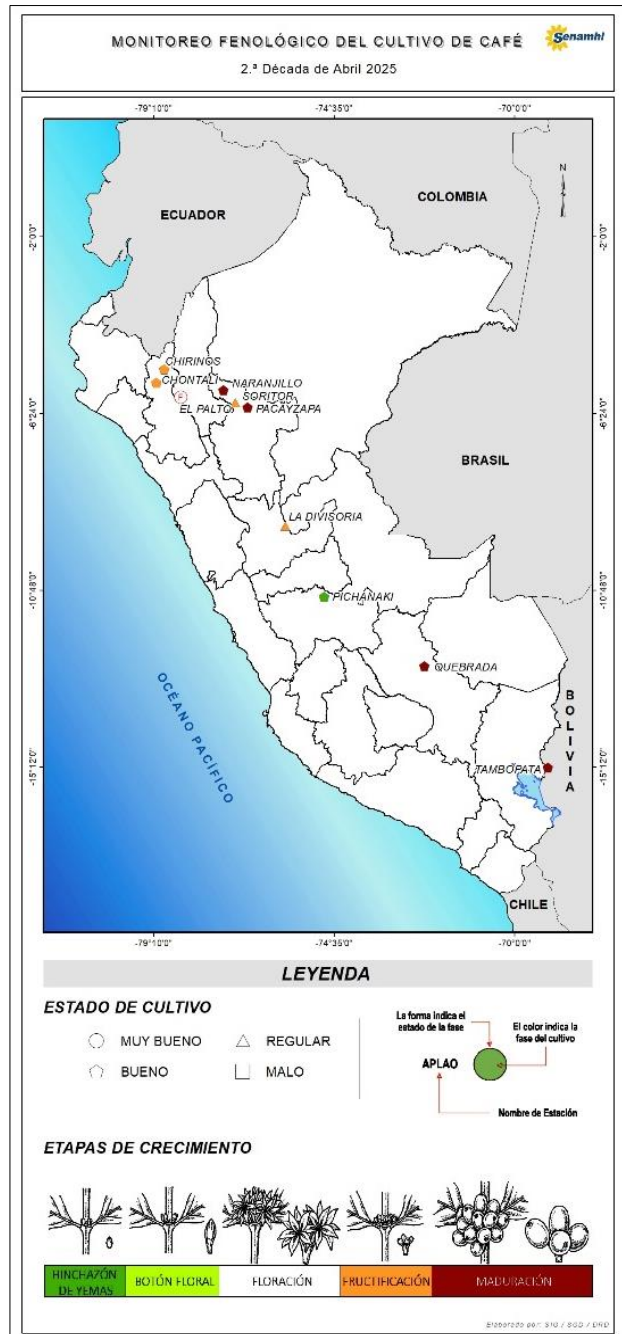 MONITOREO FENOLÓGICO DEL CULTIVO DE CAFÉ
Senamhi
2.ª Década de Abril 2025
-79°10'0" -74°35'0" -70°0'0"
COLOMBIA
ECUADOR
N
-2°0'0"
CHIRINOS
CHONTALI
NARANJILLO
SORITOR
EL PALTO
PACAYZAPA
-6°24'0"
-6°24'0"
BRASIL
LA DIVISORIA
-10°48'0"
PICHANAKI
-10°48'0"
QUEBRADA
OCÉANO PACÍFICO
BOLIVIA
-15°12'0"
TAMBOPATA
-15°12'0"
CHILE
-79°10'0" -74°35'0" -70°0'0"
LEYENDA
ESTADO DE CULTIVO
MUY BUENO
REGULAR
BUENO
MALO
La forma indica el
estado de la fase
El color indica la
fase del cultivo
APLAO
Nombre de Estación
ETAPAS DE CRECIMIENTO
HINCHAZÓN
DE YEMAS
BOTÓN FLORAL
FLORACIÓN
FRUCTIFICACIÓN
MADURACIÓN
Elaborado por: SIG / SGD / DRD